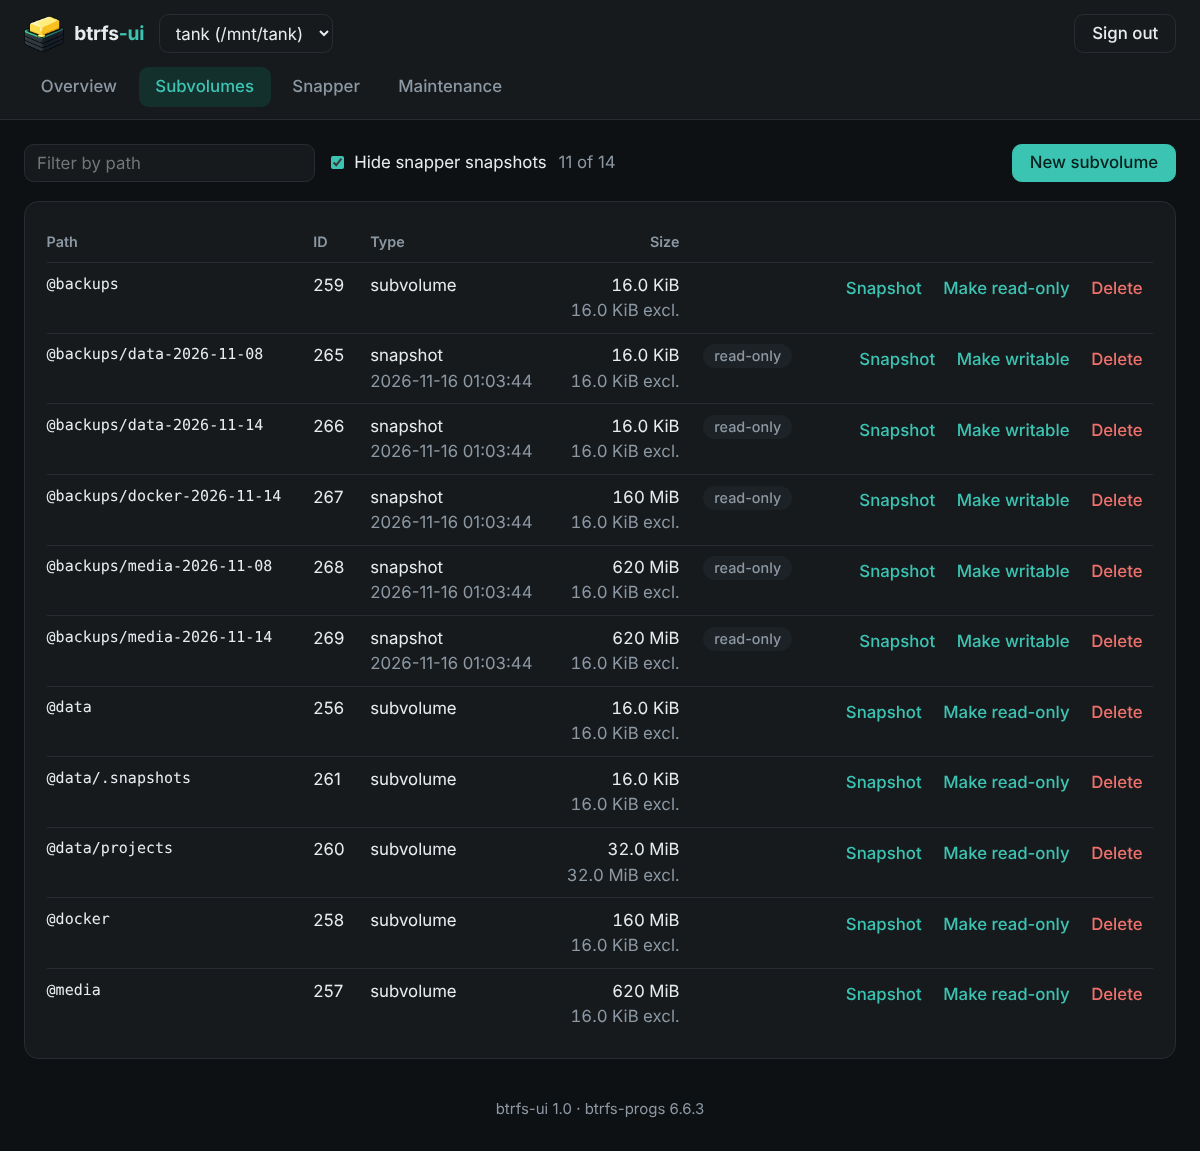 btrfs-ui
tank (/mnt/tank)
Sign out
Overview Subvolumes Snapper Maintenance
Filter by path
Hide snapper snapshots 11 of 14
New subvolume
Path ID Type Size
@backups 259 subvolume 16.0 KiB Snapshot Make read-only Delete
16.0 KiB excl.
@backups/data-2026-11-08 265 snapshot 16.0 KiB read-only Snapshot Make writable Delete
2026-11-16 01:03:44 16.0 KiB excl.
@backups/data-2026-11-14 266 snapshot 16.0 KiB read-only Snapshot Make writable Delete
2026-11-16 01:03:44 16.0 KiB excl.
@backups/docker-2026-11-14 267 snapshot 160 MiB read-only Snapshot Make writable Delete
2026-11-16 01:03:44 16.0 KiB excl.
@backups/media-2026-11-08 268 snapshot 620 MiB read-only Snapshot Make writable Delete
2026-11-16 01:03:44 16.0 KiB excl.
@backups/media-2026-11-14 269 snapshot 620 MiB read-only Snapshot Make writable Delete
2026-11-16 01:03:44 16.0 KiB excl.
@data 256 subvolume 16.0 KiB Snapshot Make read-only Delete
16.0 KiB excl.
@data/.snapshots 261 subvolume 16.0 KiB Snapshot Make read-only Delete
16.0 KiB excl.
@data/projects 260 subvolume 32.0 MiB Snapshot Make read-only Delete
32.0 MiB excl.
@docker 258 subvolume 160 MiB Snapshot Make read-only Delete
16.0 KiB excl.
@media 257 subvolume 620 MiB Snapshot Make read-only Delete
16.0 KiB excl.
btrfs-ui 1.0 · btrfs-progs 6.6.3